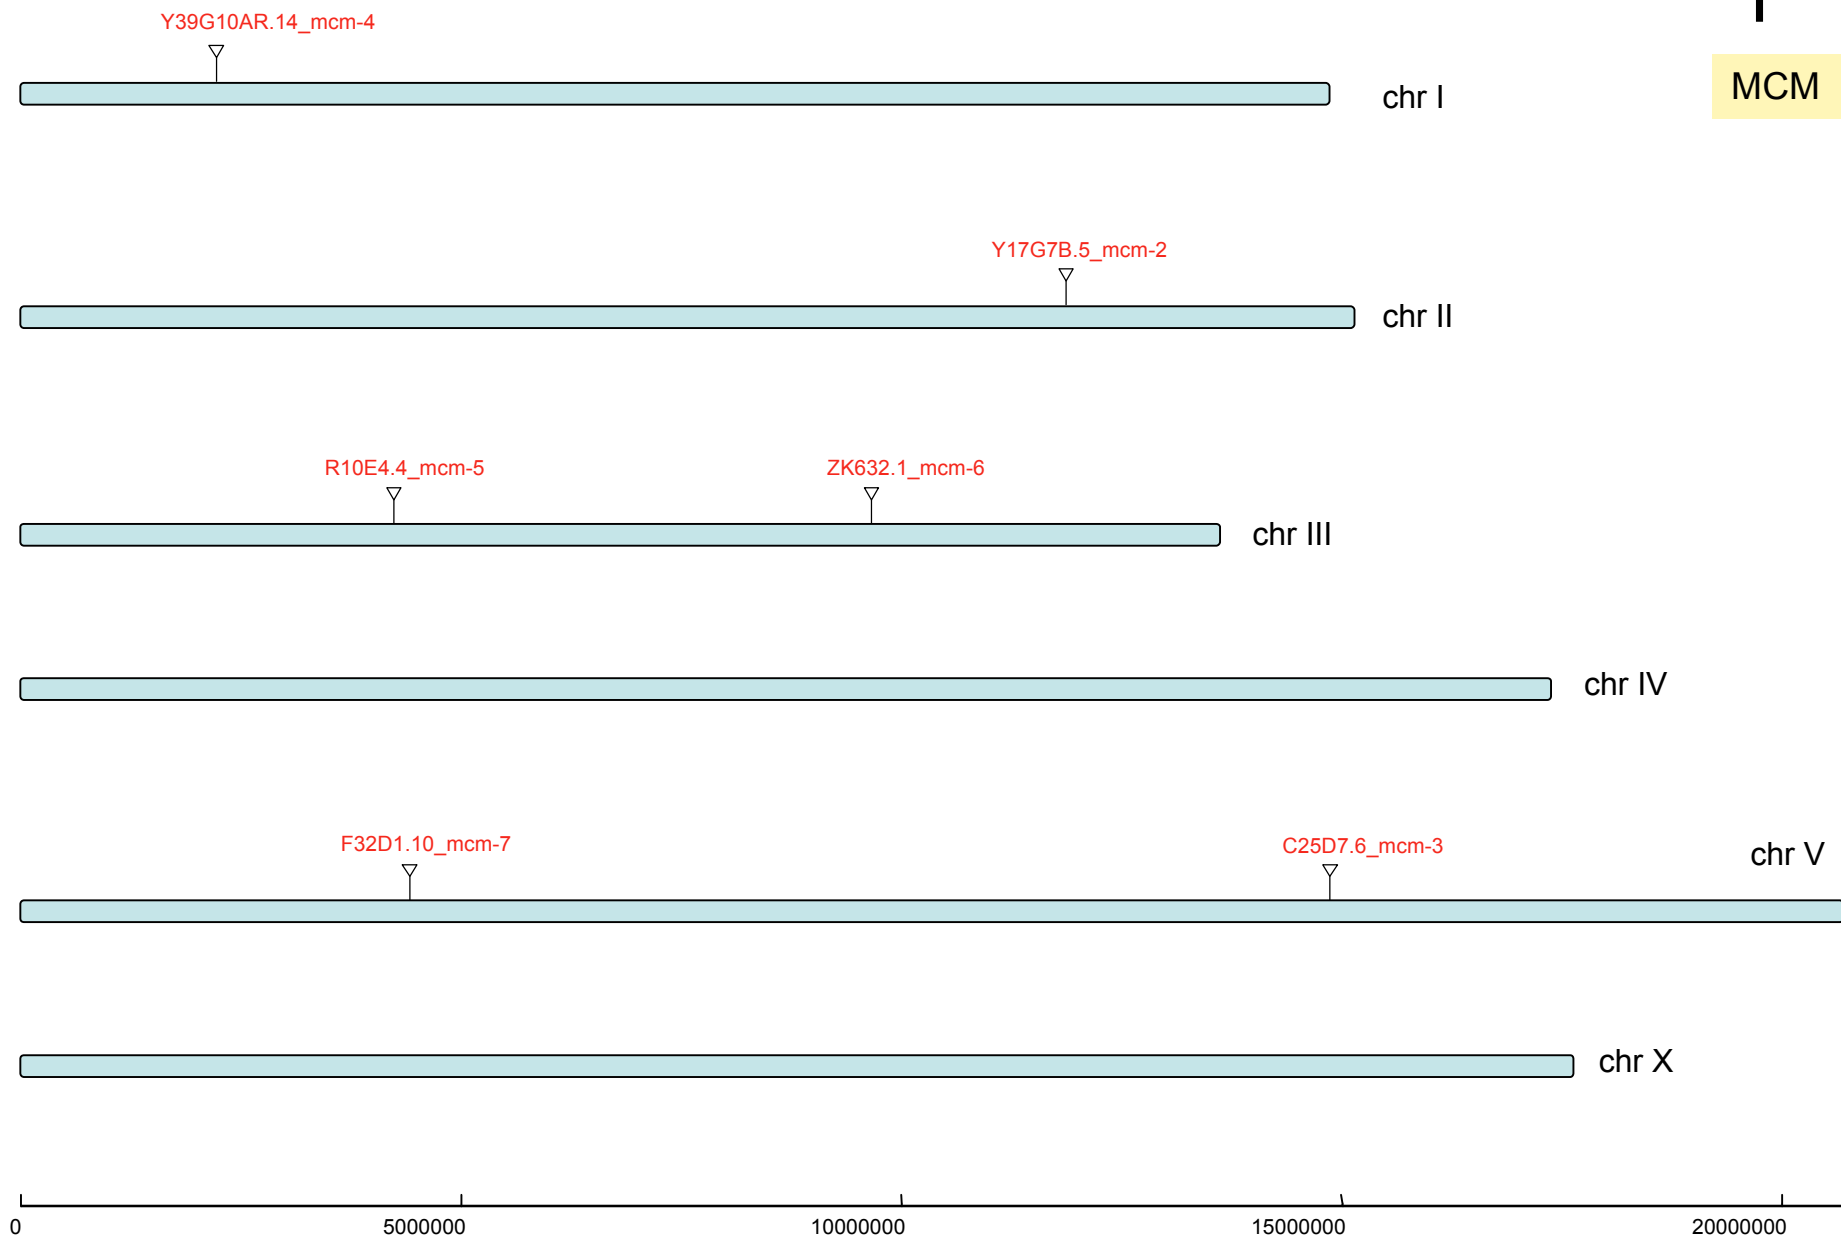 Y39G10AR.14_mcm-4
chr I
MCM
Y17G7B.5_mcm-2
chr II
R10E4.4_mcm-5
ZK632.1_mcm-6
chr III
chr IV
F32D1.10_mcm-7
C25D7.6_mcm-3
chr V
chr X
0
5000000
10000000
15000000
20000000